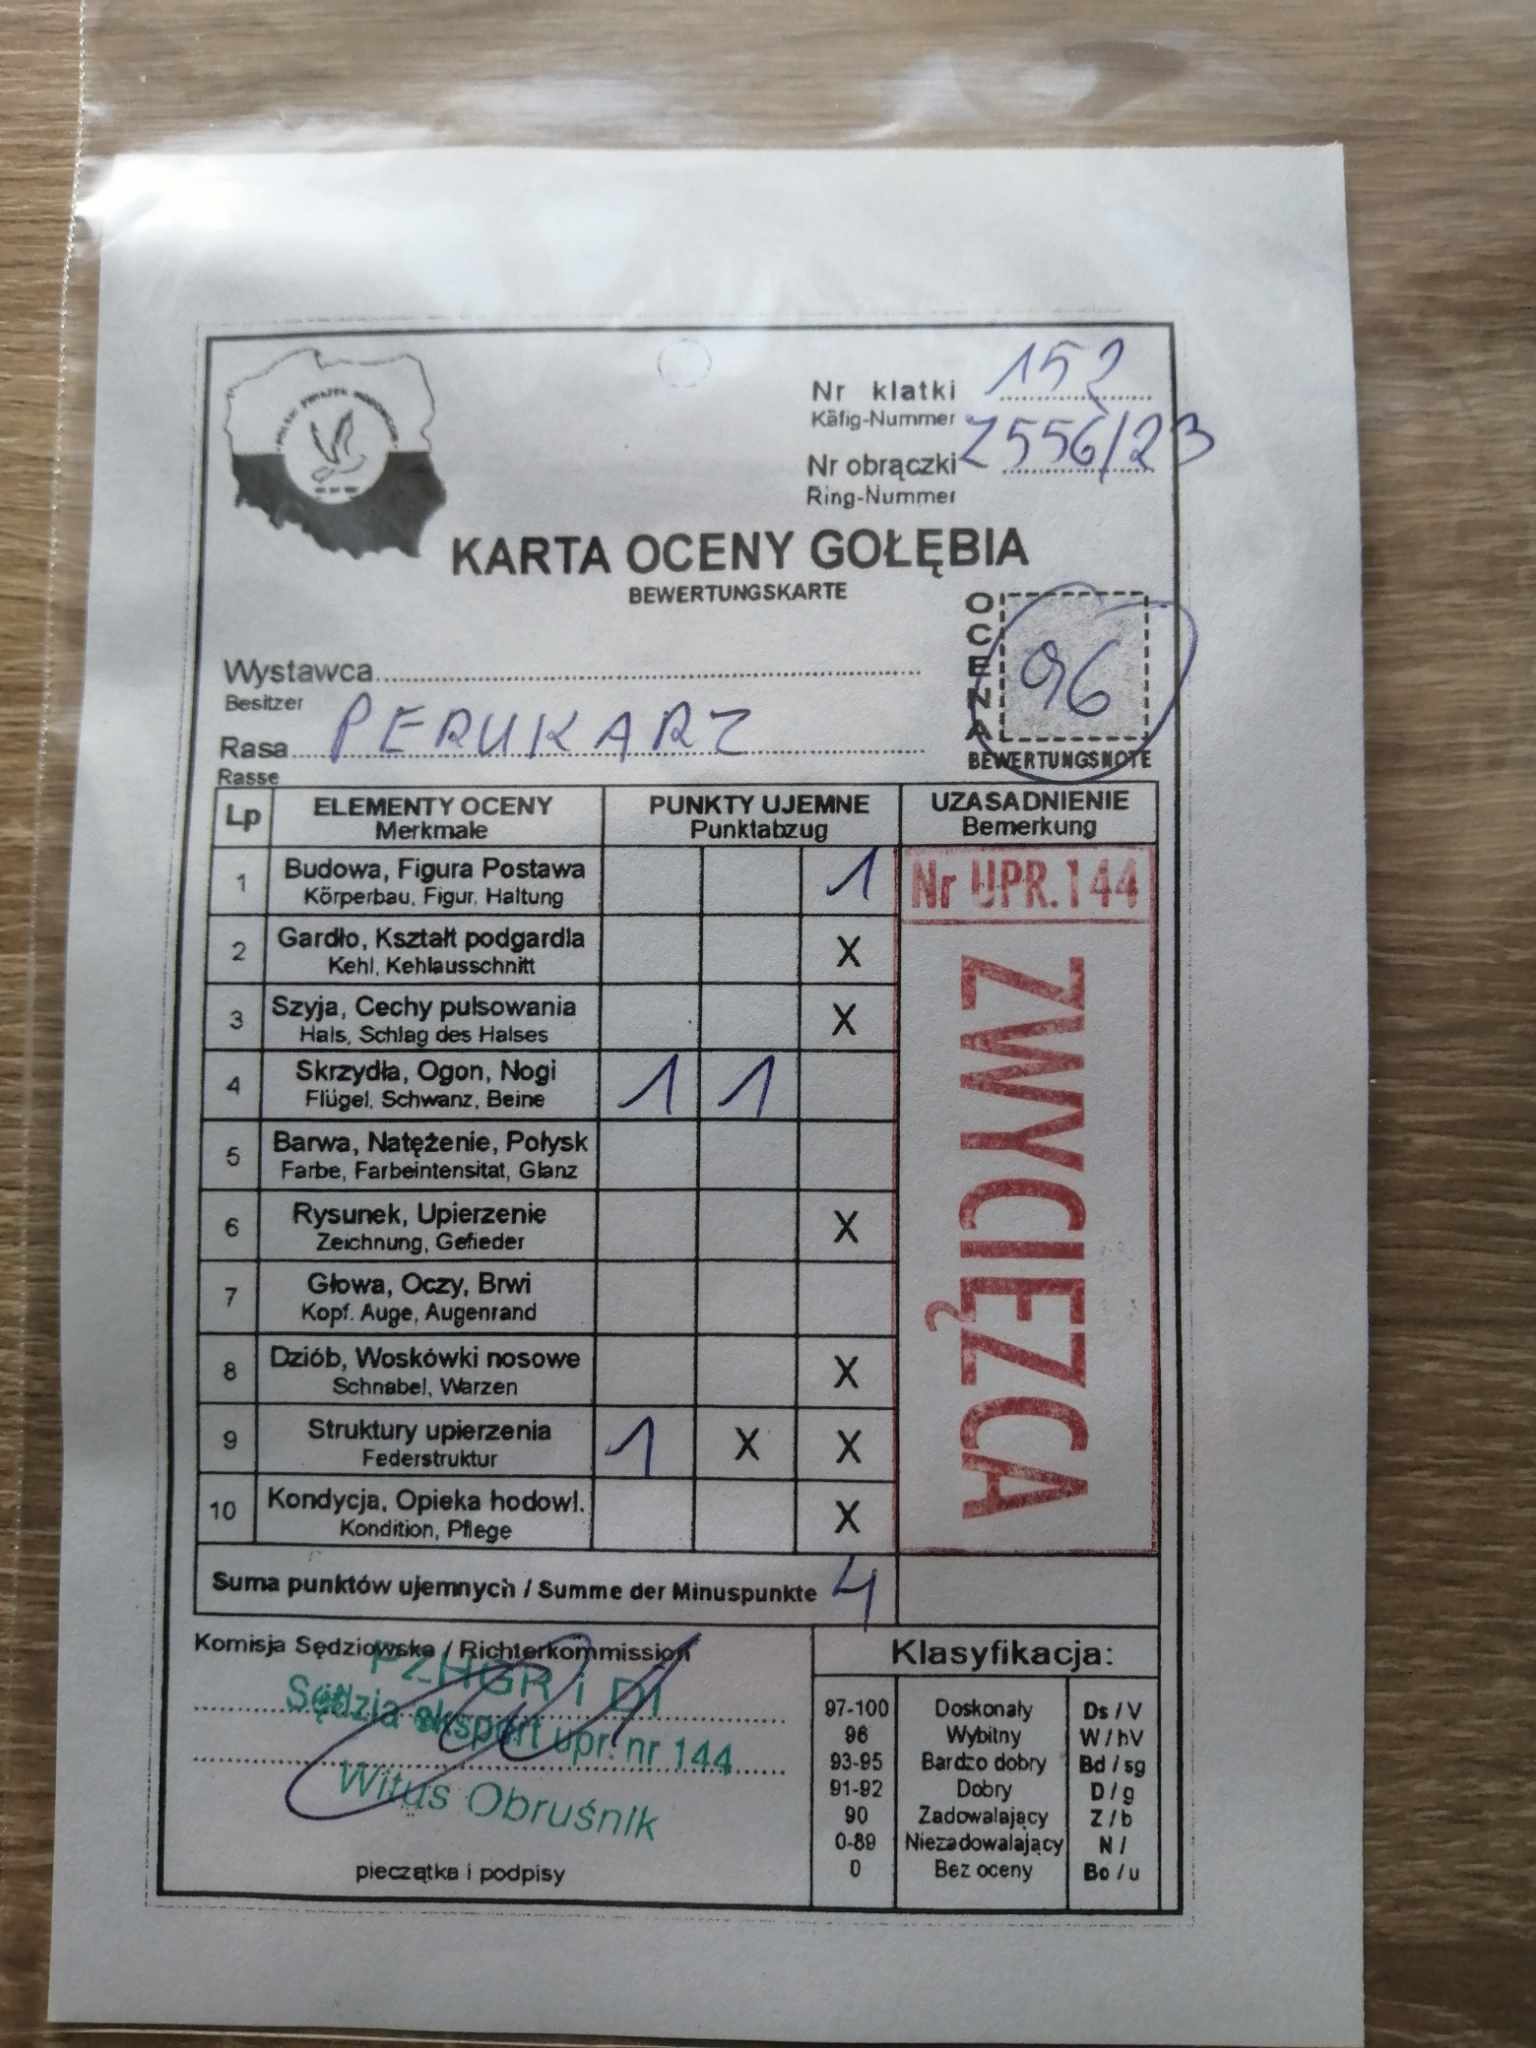 POLSKI ZWIĄZEK HODOWCÓW
Nr klatki 152
Käfig-Nummer
Nr obrączki Z556/23
Ring-Nummer
KARTA OCENY GOŁĘBIA
BEWERTUNGSKARTE
OCENA
96
BEWERTUNGSNOTE
Wystawca
Besitzer
Rasa PERUKARZ
Rasse
Lp ELEMENTY OCENY PUNKTY UJEMNE UZASADNIENIE
Merkmale Punktabzug Bemerkung
1 Budowa, Figura Postawa 1
Körperbau, Figur, Haltung
Nr UPR.144
2 Gardło, Kształt podgardla X
Kehl, Kehlausschnitt
3 Szyja, Cechy pulsowania X
Hals, Schlag des Halses
4 Skrzydła, Ogon, Nogi 1 1
Flügel, Schwanz, Beine
5 Barwa, Natężenie, Połysk
Farbe, Farbeintensitat, Glanz
6 Rysunek, Upierzenie X
Zeichnung, Gefieder
7 Głowa, Oczy, Brwi
Kopf. Auge, Augenrand
8 Dziób, Woskówki nosowe X
Schnabel, Warzen
9 Struktury upierzenia 1 X X
Federstruktur
10 Kondycja, Opieka hodowl. X
Kondition, Pflege
ZWYCIĘZCA
Suma punktów ujemnych / Summe der Minuspunkte 4
Komisja Sędziowska / Richterkommission
PZHGR i DI
Sędzia eksport upr. nr 144
Witus Obruśnik
pieczątka i podpisy
Klasyfikacja:
97-100 Doskonały Ds / V
96 Wybitny W / hV
93-95 Bardzo dobry Bd / sg
91-92 Dobry D / g
90 Zadowalający Z / b
0-89 Niezadowalający N /
0 Bez oceny Bo / u